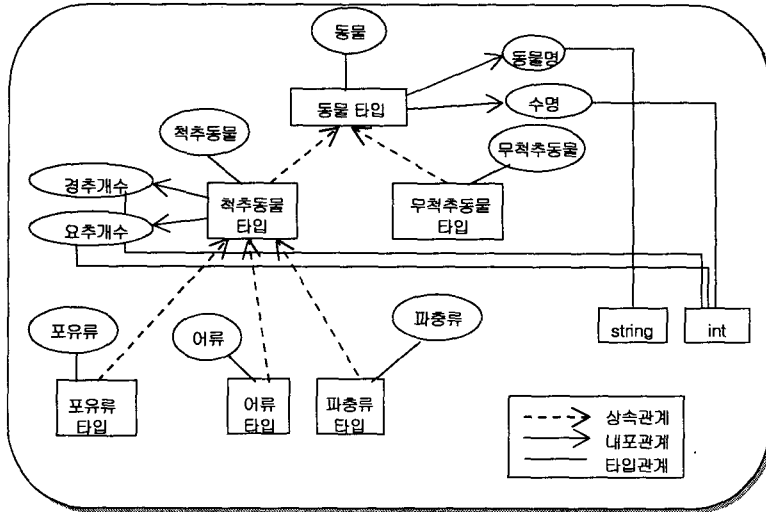 동물
동물명
동물 타입
수명
척추동물
무척추동물
경추개수
척추동물
타입
무척추동물
타입
요추개수
포유류
어류
파충류
string
int
포유류
타입
어류
타입
파충류
타입
상속관계
내포관계
타입관계